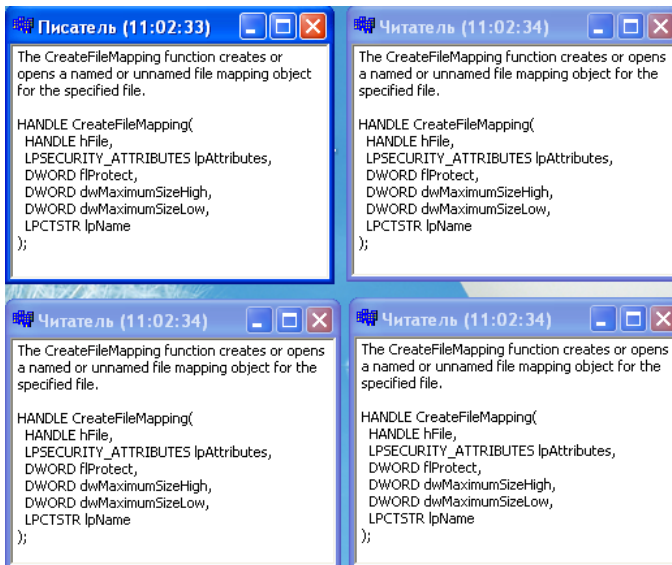 Писатель (11:02:33)
The CreateFileMapping function creates or
opens a named or unnamed file mapping object
for the specified file.
HANDLE CreateFileMapping(
HANDLE hFile,
LPSECURITY_ATTRIBUTES lpAttributes,
DWORD flProtect,
DWORD dwMaximumSizeHigh,
DWORD dwMaximumSizeLow,
LPCTSTR lpName
);
Читатель (11:02:34)
The CreateFileMapping function creates or opens
a named or unnamed file mapping object for the
specified file.
HANDLE CreateFileMapping(
HANDLE hFile,
LPSECURITY_ATTRIBUTES lpAttributes,
DWORD flProtect,
DWORD dwMaximumSizeHigh,
DWORD dwMaximumSizeLow,
LPCTSTR lpName
);
Читатель (11:02:34)
The CreateFileMapping function creates or opens
a named or unnamed file mapping object for the
specified file.
HANDLE CreateFileMapping(
HANDLE hFile,
LPSECURITY_ATTRIBUTES lpAttributes,
DWORD flProtect,
DWORD dwMaximumSizeHigh,
DWORD dwMaximumSizeLow,
LPCTSTR lpName
);
Читатель (11:02:34)
The CreateFileMapping function creates or opens
a named or unnamed file mapping object for the
specified file.
HANDLE CreateFileMapping(
HANDLE hFile,
LPSECURITY_ATTRIBUTES lpAttributes,
DWORD flProtect,
DWORD dwMaximumSizeHigh,
DWORD dwMaximumSizeLow,
LPCTSTR lpName
);